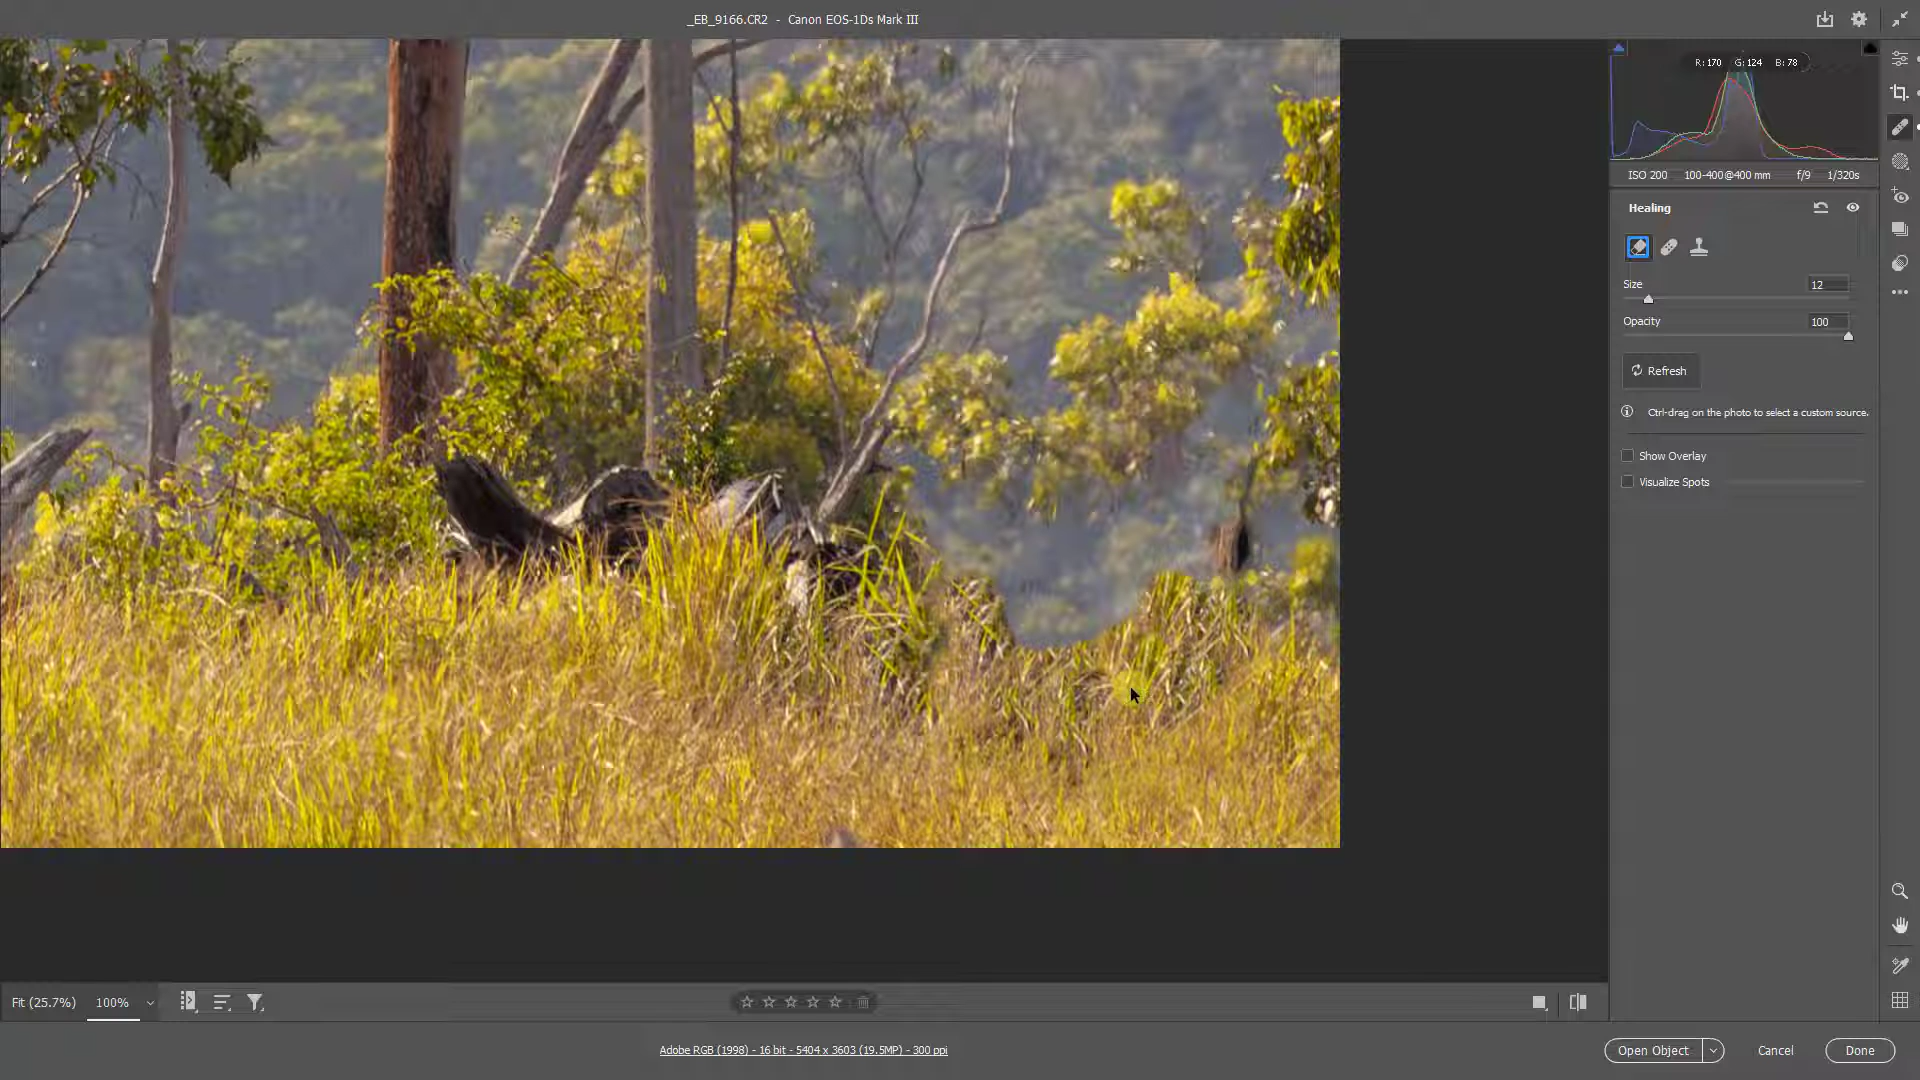 _EB_9166.CR2 - Canon EOS-1Ds Mark III
R: 170 G: 124 B: 78
ISO 200 100-400@400 mm f/9 1/320s
Healing
Size 12
Opacity 100
Refresh
Ctrl-drag on the photo to select a custom source.
Show Overlay
Visualize Spots
Fit (25.7%) 100%
Adobe RGB (1998) - 16 bit - 5404 x 3603 (19.5MP) - 300 ppi
Open Object Cancel Done